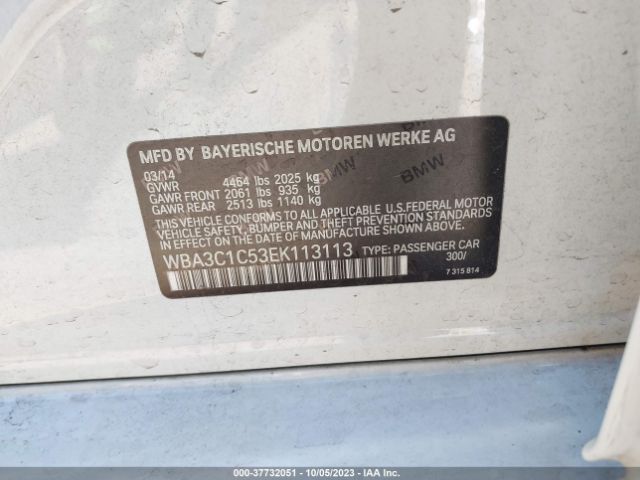 MFD BY BAYERISCHE MOTOREN WERKE AG
03/14
GVWR 4464 lbs 2025 kg
GAWR FRONT 2061 lbs 935 kg
GAWR REAR 2513 lbs 1140 kg
THIS VEHICLE CONFORMS TO ALL APPLICABLE U.S.FEDERAL MOTOR
VEHICLE SAFETY, BUMPER AND THEFT PREVENTION STANDARDS
IN EFFECT ON THE DATE OF MANUFACTURE SHOWN ABOVE.
WBA3C1C53EK113113 TYPE: PASSENGER CAR
300/
7 315 814
BMW
BMW
BMW
000-37732051 - 10/05/2023 - IAA Inc.